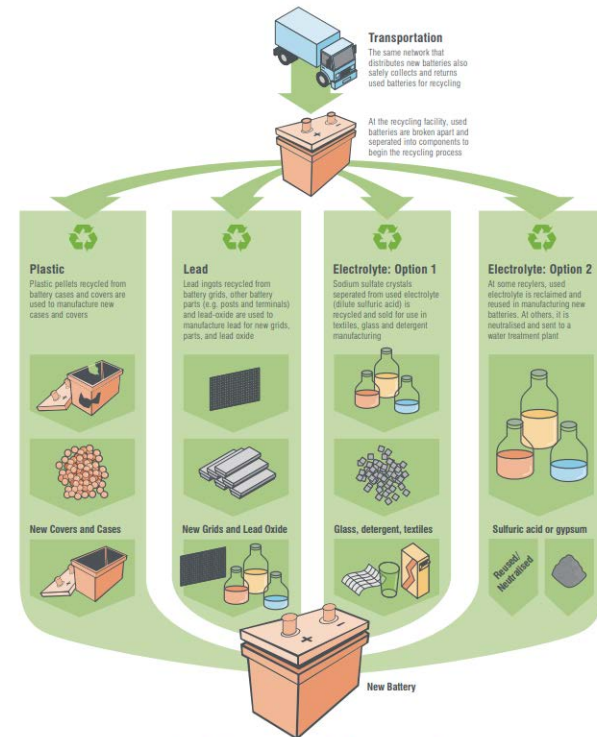 Transportation
The same network that
distributes new batteries also
safely collects and returns
used batteries for recycling
At the recycling facility, used
batteries are broken apart and
seperated into components to
begin the recycling process
Plastic
Plastic pellets recycled from
battery cases and covers are
used to manufacture new
cases and covers
New Covers and Cases
Lead
Lead ingots recycled from
battery grids, other battery
parts (e.g. posts and terminals)
and lead-oxide are used to
manufacture lead for new grids,
parts, and lead oxide
New Grids and Lead Oxide
Electrolyte: Option 1
Sodium sulfate crystals
seperated from used electrolyte
(dilute sulfuric acid) is
recycled and sold for use in
textiles, glass and detergent
manufacturing
Glass, detergent, textiles
Electrolyte: Option 2
At some recylers, used
electrolyte is reclaimed and
reused in manufacturing new
batteries. At others, it is
neutralised and sent to a
water treatment plant
Sulfuric acid or gypsum
Reused/
Neutralised
New Battery